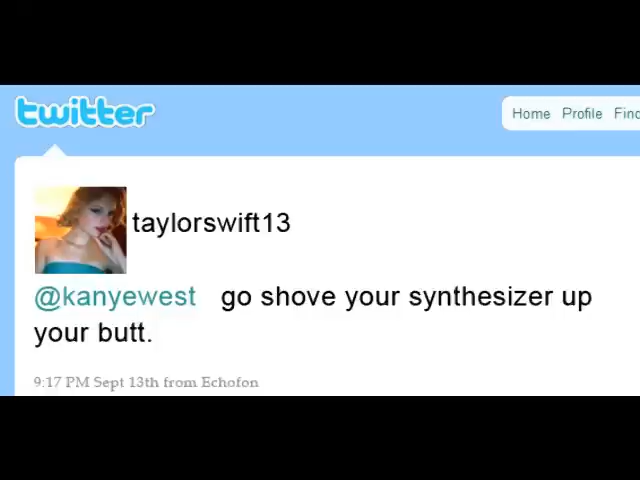 twitter
Home Profile Find
taylorswift13
@kanyewest go shove your synthesizer up
your butt.
9:17 PM Sept 13th from Echofon